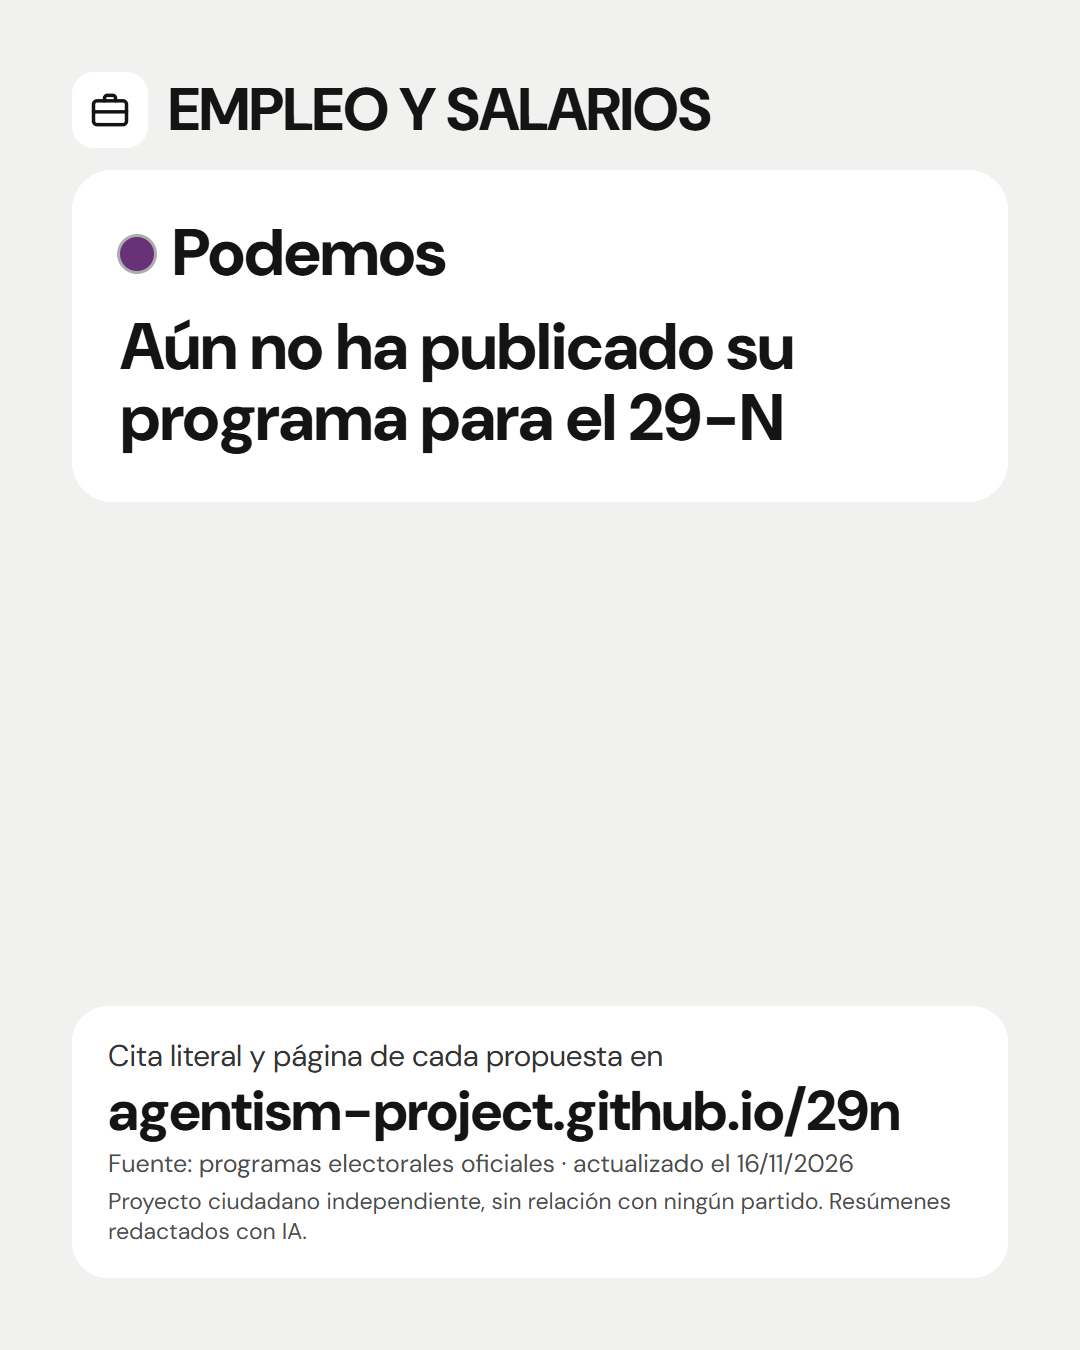 EMPLEO Y SALARIOS
Podemos
Aún no ha publicado su
programa para el 29-N
Cita literal y página de cada propuesta en
agentism-project.github.io/29n
Fuente: programas electorales oficiales · actualizado el 16/11/2026
Proyecto ciudadano independiente, sin relación con ningún partido. Resúmenes
redactados con IA.